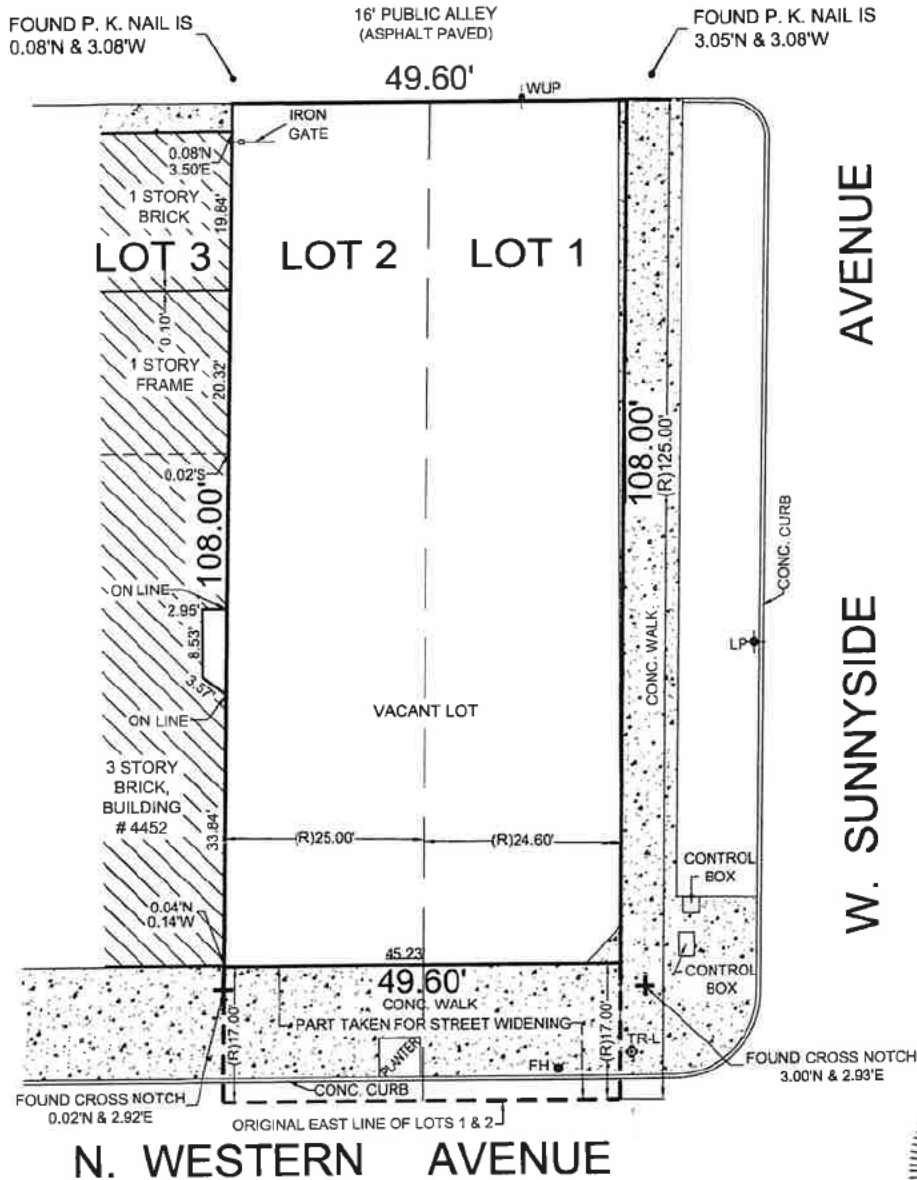 FOUND P. K. NAIL IS
0.08'N & 3.08'W
16' PUBLIC ALLEY
(ASPHALT PAVED)
FOUND P. K. NAIL IS
3.05'N & 3.08'W
49.60'
WUP
IRON
GATE
0.08'N
3.50'E
1 STORY
BRICK
19.84'
LOT 3
LOT 2
LOT 1
AVENUE
0.10'
1 STORY
FRAME
20.32'
0.02'S
108.00'
108.00'
(R)125.00'
CONC. CURB
ON LINE
2.95'
8.53'
3.57'
ON LINE
CONC. WALK
LP
W. SUNNYSIDE
VACANT LOT
3 STORY
BRICK,
BUILDING
# 4452
33.84'
(R)25.00'
(R)24.60'
CONTROL
BOX
0.04'N
0.14'W
45.23'
49.60'
CONC. WALK
CONTROL
BOX
(R)17.00'
PART TAKEN FOR STREET WIDENING
(R)17.00'
PLINTER
TR-L
FH
FOUND CROSS NOTCH
3.00'N & 2.93'E
CONC. CURB
FOUND CROSS NOTCH
0.02'N & 2.92'E
ORIGINAL EAST LINE OF LOTS 1 & 2
N. WESTERN AVENUE